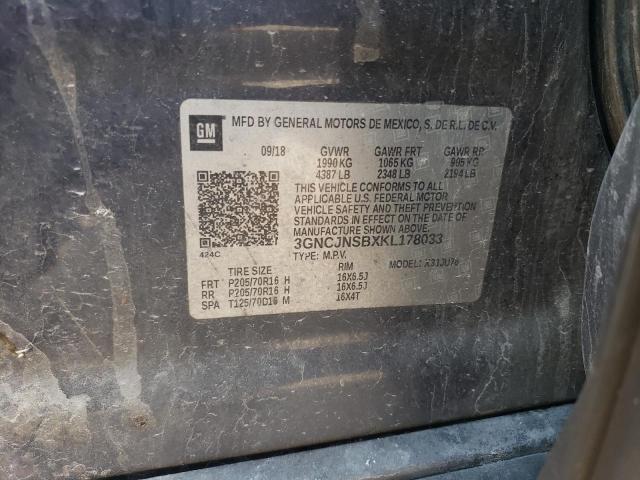 GM MFD BY GENERAL MOTORS DE MEXICO, S. DE R.L. DE C.V.
09/18 GVWR GAWR FRT GAWR RR
1990 KG 1065 KG 995 KG
4387 LB 2348 LB 2194 LB
THIS VEHICLE CONFORMS TO ALL
APPLICABLE U.S. FEDERAL MOTOR
VEHICLE SAFETY AND THEFT PREVENTION
STANDARDS IN EFFECT ON THE DATE OF
MANUFACTURE SHOWN ABOVE.
3GNCJNSBXKL178033
424C TYPE: M.P.V. MODEL:
TIRE SIZE RIM
FRT P205/70R16 H 16X6.5J
RR P205/70R16 H 16X6.5J
SPA T125/70D16 M 16X4T